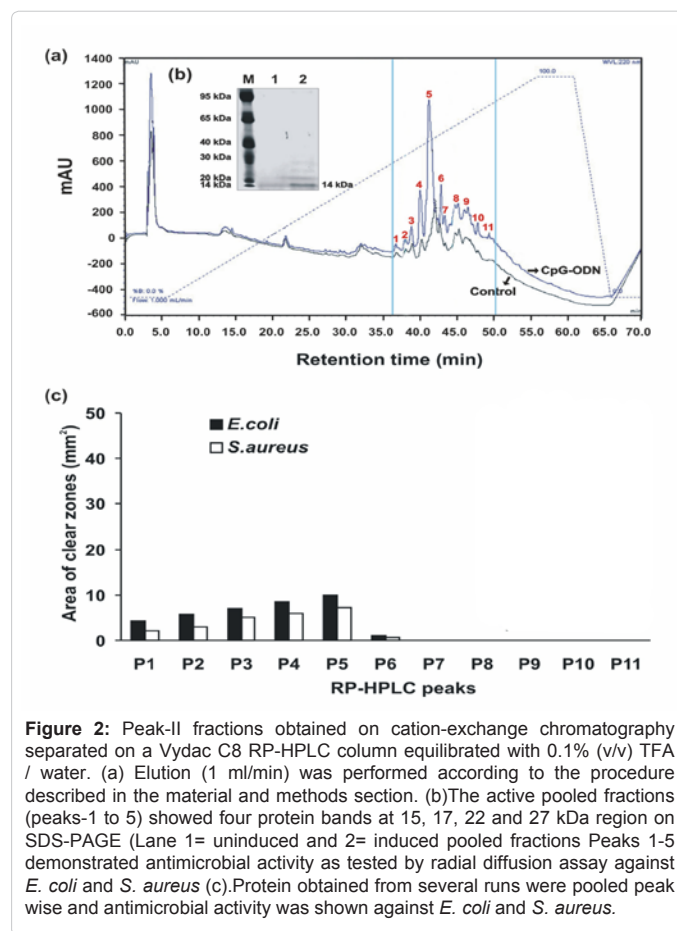 (a)
1400
mAU
WVL:220 nm
1200
1000
800
600
400
200
0
-200
-400
-600
mAU
(b)
M 1 2
95 kDa
65 kDa
40 kDa
30 kDa
20 kDa
14 kDa
14 kDa
100.0
1 2 3 4 5 6 7 8 9 10 11
CpG-ODN
Control
%B: 0.0 %
Flow: 1.000 mL/min
0.0
min
0.0 5.0 10.0 15.0 20.0 25.0 30.0 35.0 40.0 45.0 50.0 55.0 60.0 65.0 70.0
Retention time (min)
(c)
50
40
30
20
10
0
Area of clear zones (mm²)
E.coli
S.aureus
P1 P2 P3 P4 P5 P6 P7 P8 P9 P10 P11
RP-HPLC peaks
Figure 2: Peak-II fractions obtained on cation-exchange chromatography
separated on a Vydac C8 RP-HPLC column equilibrated with 0.1% (v/v) TFA
/ water. (a) Elution (1 ml/min) was performed according to the procedure
described in the material and methods section. (b)The active pooled fractions
(peaks-1 to 5) showed four protein bands at 15, 17, 22 and 27 kDa region on
SDS-PAGE (Lane 1= uninduced and 2= induced pooled fractions Peaks 1-5
demonstrated antimicrobial activity as tested by radial diffusion assay against
E. coli and S. aureus (c).Protein obtained from several runs were pooled peak
wise and antimicrobial activity was shown against E. coli and S. aureus.